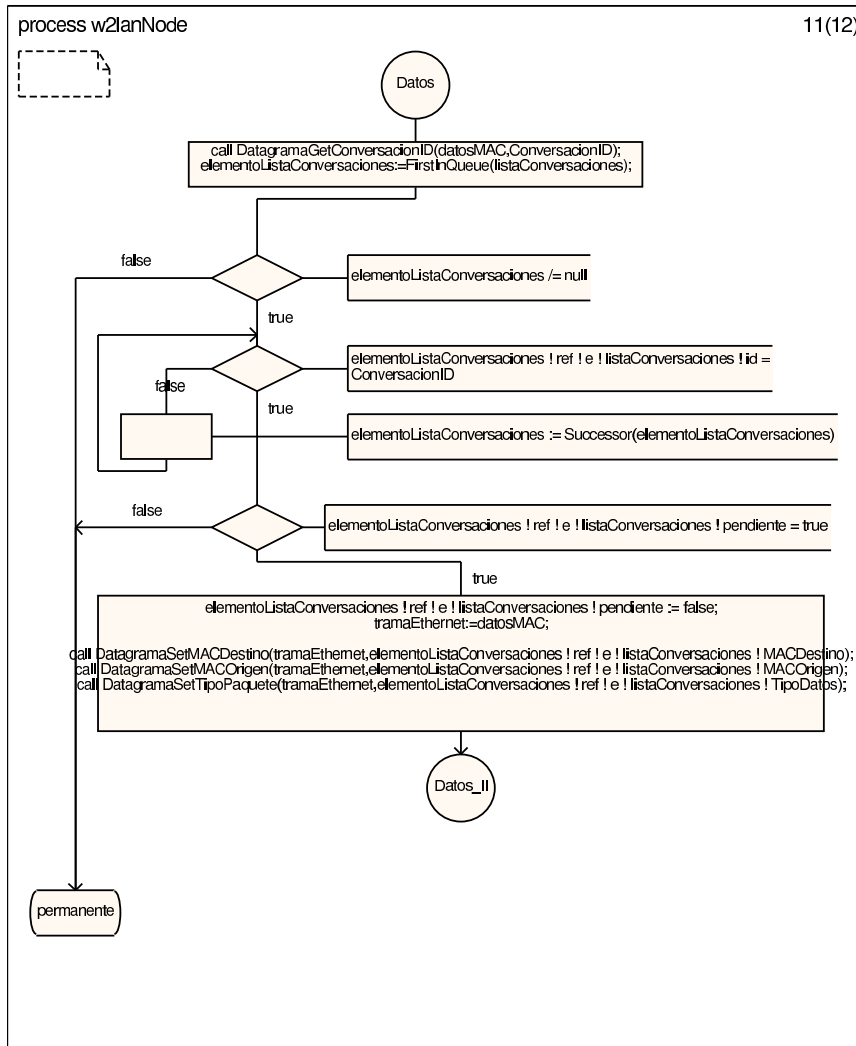 process w2lanNode
11(12)
Datos
call DatagramaGetConversacionID(datosMAC,ConversacionID);
elementoListaConversaciones:=FirstInQueue(listaConversaciones);
false
elementoListaConversaciones /= null
true
elementoListaConversaciones ! ref ! e ! listaConversaciones ! id =
ConversacionID
false
true
elementoListaConversaciones := Successor(elementoListaConversaciones)
false
elementoListaConversaciones ! ref ! e ! listaConversaciones ! pendiente = true
true
elementoListaConversaciones ! ref ! e ! listaConversaciones ! pendiente := false;
tramaEthernet:=datosMAC;
call DatagramaSetMACDestino(tramaEthernet,elementoListaConversaciones ! ref ! e ! listaConversaciones ! MACDestino);
call DatagramaSetMACOrigen(tramaEthernet,elementoListaConversaciones ! ref ! e ! listaConversaciones ! MACOrigen);
call DatagramaSetTipoPaquete(tramaEthernet,elementoListaConversaciones ! ref ! e ! listaConversaciones ! TipoDatos);
Datos_II
permanente